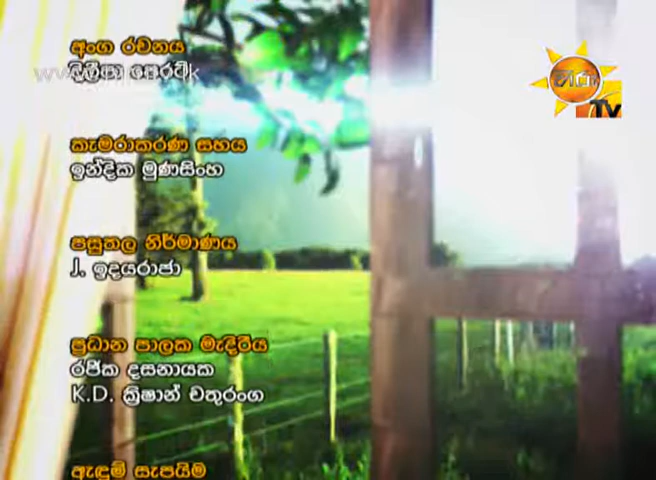 අංග රචනය
කැමරාකරණ සහය
ඉන්දික මුණසිංහ
පසුතල නිර්මාණය
J. ඉදයරාජා
ප්‍රධාන පාලක මැදිරිය
රජික දසනායක
K.D. ක්‍රිෂාන් චතුරංග
ඇඳුම් සැපයිම
හිරු
TV